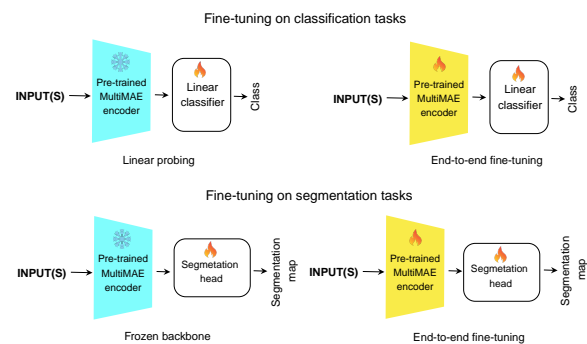 Fine-tuning on classification tasks
INPUT(S)
Pre-trained
MultiMAE
encoder
Linear
classifier
Class
Linear probing
INPUT(S)
Pre-trained
MultiMAE
encoder
Linear
classifier
Class
End-to-end fine-tuning
Fine-tuning on segmentation tasks
INPUT(S)
Pre-trained
MultiMAE
encoder
Segmetation
head
Segmentation
map
Frozen backbone
INPUT(S)
Pre-trained
MultiMAE
encoder
Segmetation
head
Segmentation
map
End-to-end fine-tuning